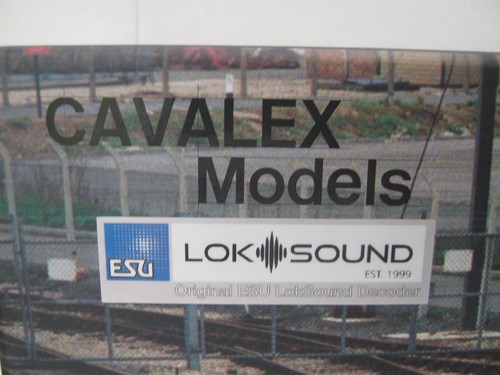 CAVALEX
Models
ESU LOKSOUND
EST. 1999
Original ESU LokSound Decoder